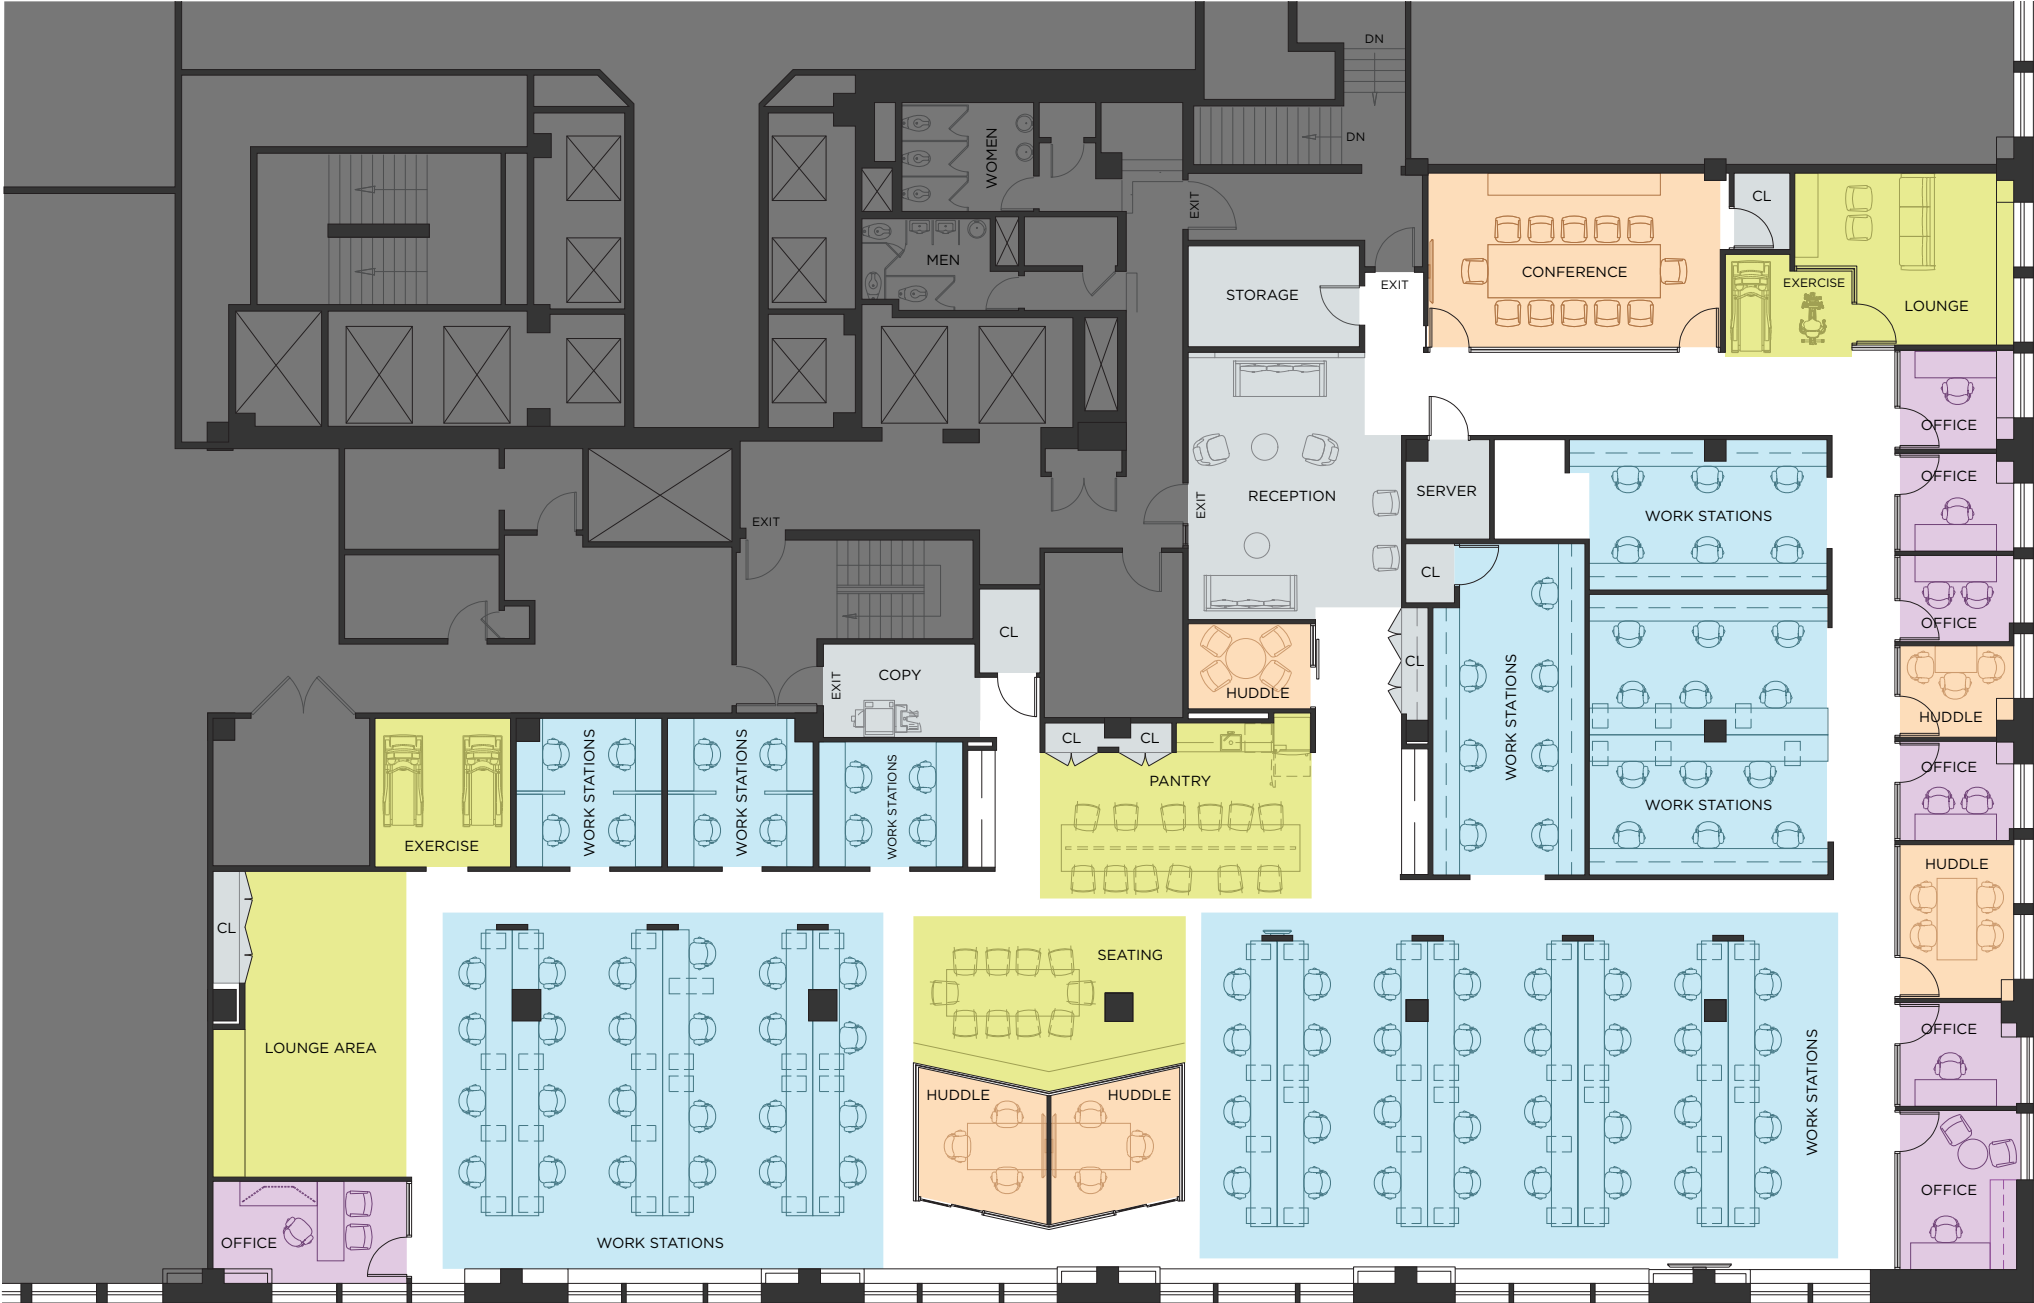 DN
DN
WOMEN
EXIT
MEN
CL
CONFERENCE
EXIT
EXERCISE
STORAGE
LOUNGE
OFFICE
OFFICE
SERVER
RECEPTION
EXIT
EXIT
WORK STATIONS
CL
OFFICE
CL
CL
COPY
EXIT
HUDDLE
WORK STATIONS
HUDDLE
CL
CL
PANTRY
OFFICE
WORK STATIONS
WORK STATIONS
WORK STATIONS
WORK STATIONS
EXERCISE
HUDDLE
CL
SEATING
OFFICE
LOUNGE AREA
HUDDLE
HUDDLE
WORK STATIONS
OFFICE
OFFICE
WORK STATIONS